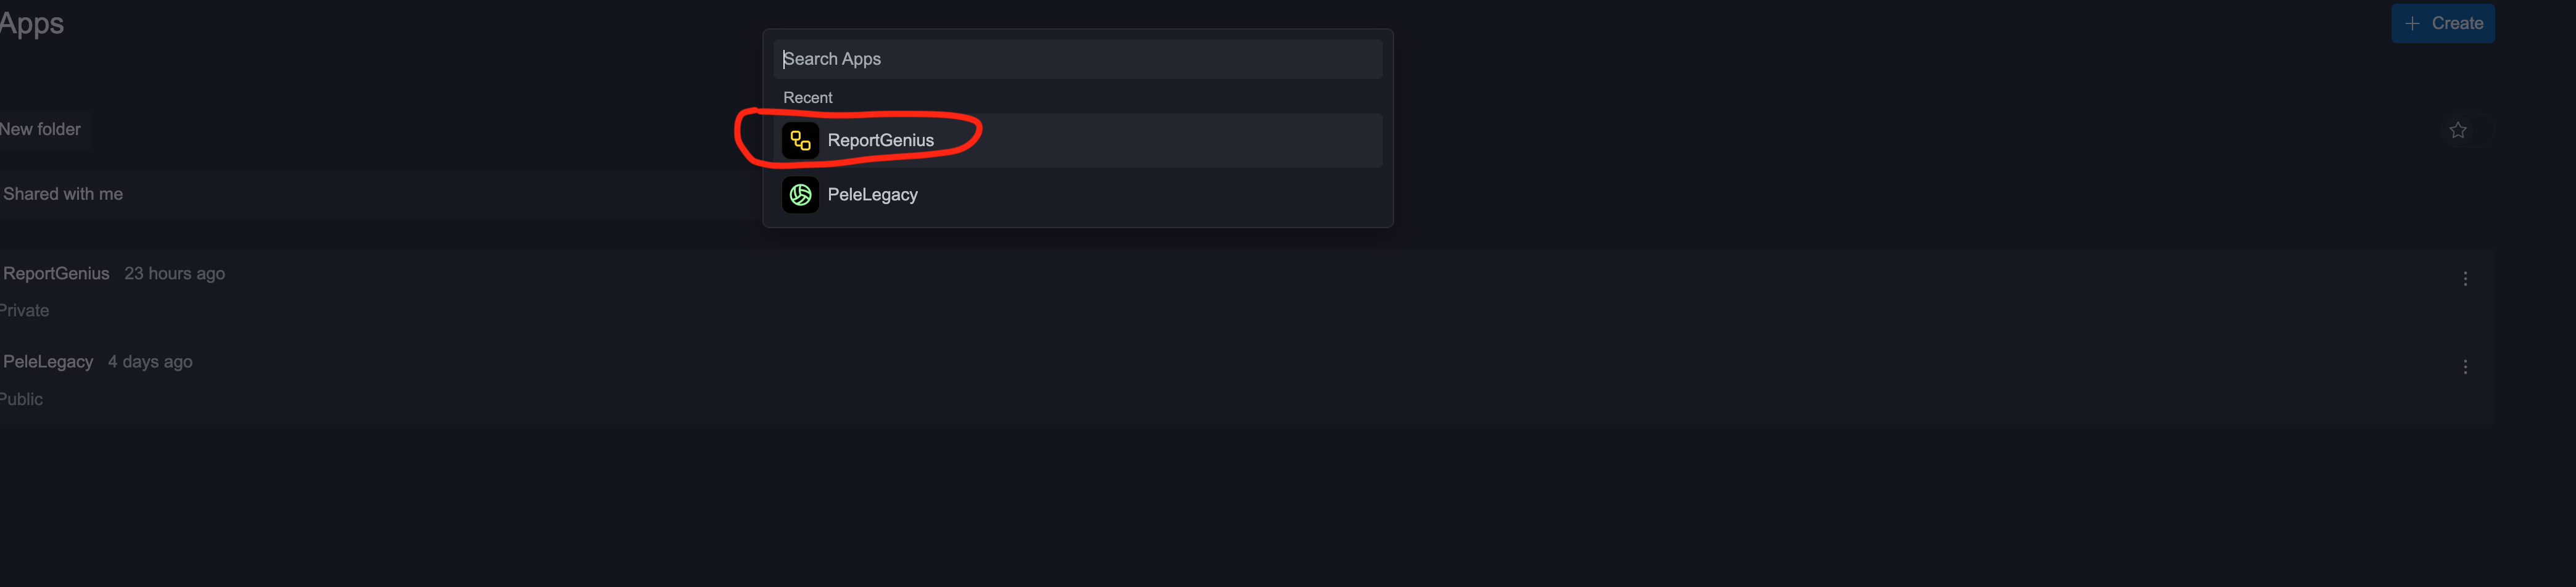 Apps
Create
Search Apps
Recent
New folder
ReportGenius
Shared with me
PeleLegacy
ReportGenius 23 hours ago
Private
PeleLegacy 4 days ago
Public